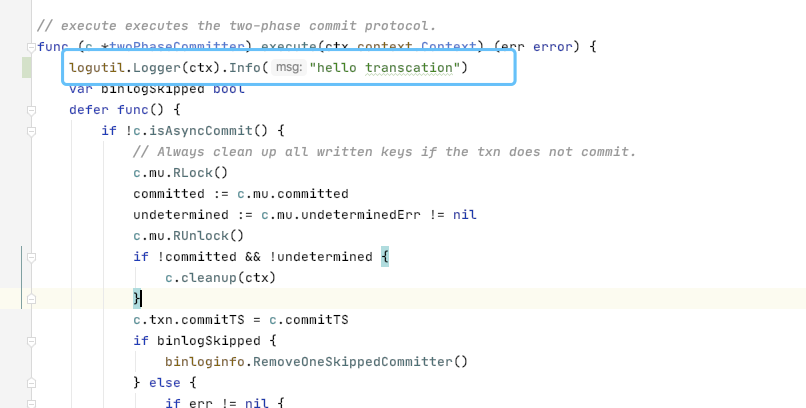 // execute executes the two-phase commit protocol.
func (c *twoPhaseCommitter) execute(ctx context.Context) (err error) {
logutil.Logger(ctx).Info( msg: "hello transcation")
var binlogSkipped bool
defer func() {
if !c.isAsyncCommit() {
// Always clean up all written keys if the txn does not commit.
c.mu.RLock()
committed := c.mu.committed
undetermined := c.mu.undeterminedErr != nil
c.mu.RUnlock()
if !committed && !undetermined {
c.cleanup(ctx)
}
c.txn.commitTS = c.commitTS
if binlogSkipped {
binloginfo.RemoveOneSkippedCommitter()
} else {
if err != nil {